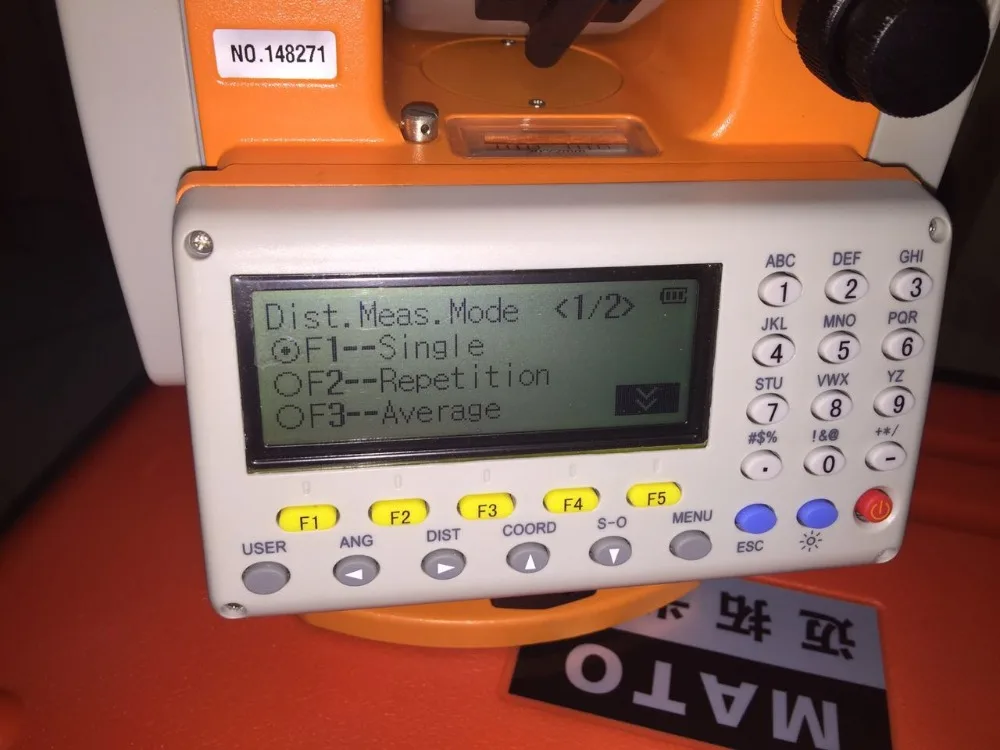 NO.148271
Dist.Meas.Mode <1/2>
F1--Single
F2--Repetition
F3--Average
ABC DEF GHI
1 2 3
JKL MNO PQR
4 5 6
STU VWX YZ
7 8 9
#$% !&@ +*/
. 0 -
F1 F2 F3 F4 F5
USER ANG DIST COORD S-O MENU
ESC
迈拓
MATO